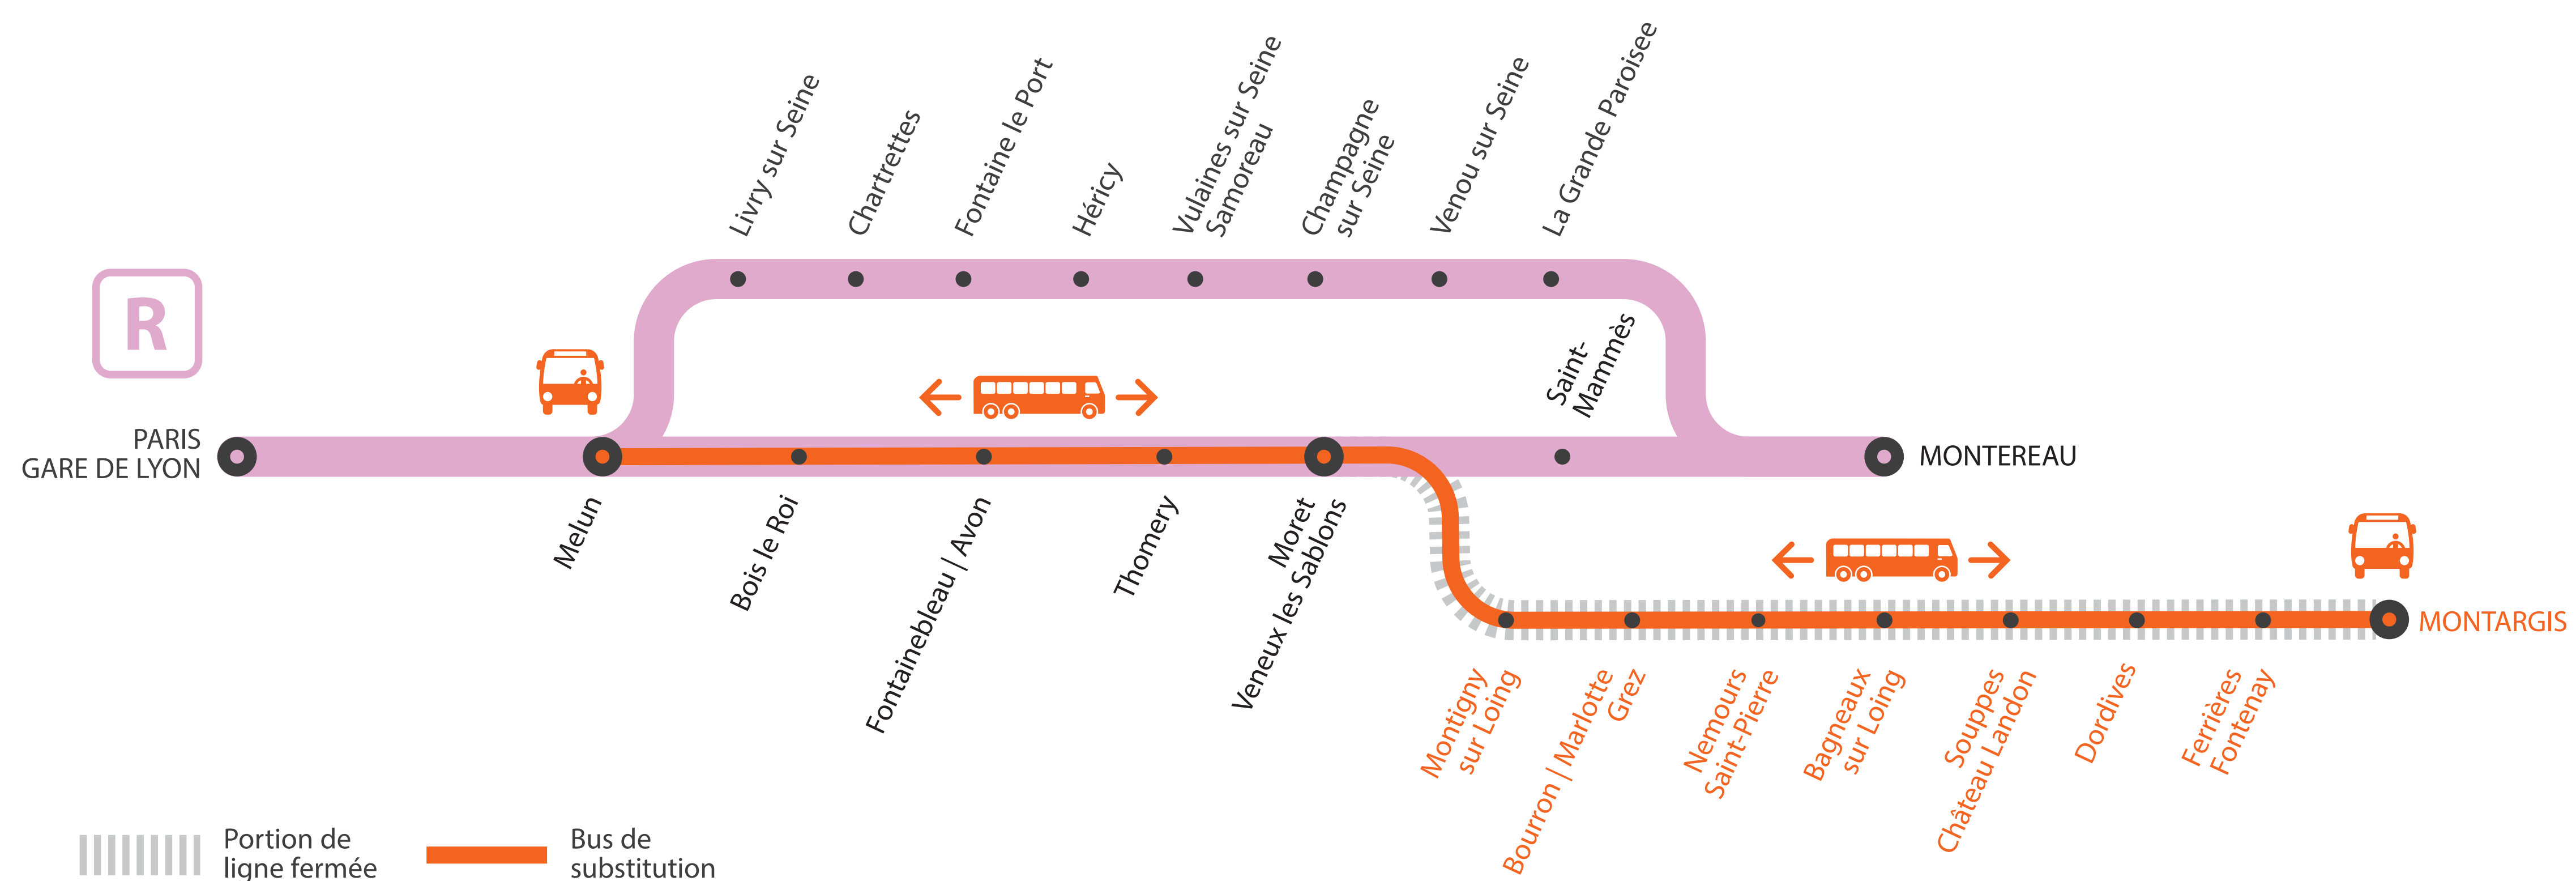 Livry sur Seine
Chartrettes
Fontaine le Port
Héricy
Vulaines sur Seine
Samoreau
Champagne
sur Seine
Venou sur Seine
La Grande Paroisee
R
Saint-
Mammès
PARIS
GARE DE LYON
MONTEREAU
Melun
Bois le Roi
Fontainebleau | Avon
Thomery
Moret
Veneux les Sablons
MONTARGIS
Montigny
sur Loing
Bourron | Marlotte
Grez
Nemours
Saint-Pierre
Bagneaux
sur Loing
Souppes
Château Landon
Dordives
Ferrières
Fontenay
Portion de
ligne fermée
Bus de
substitution